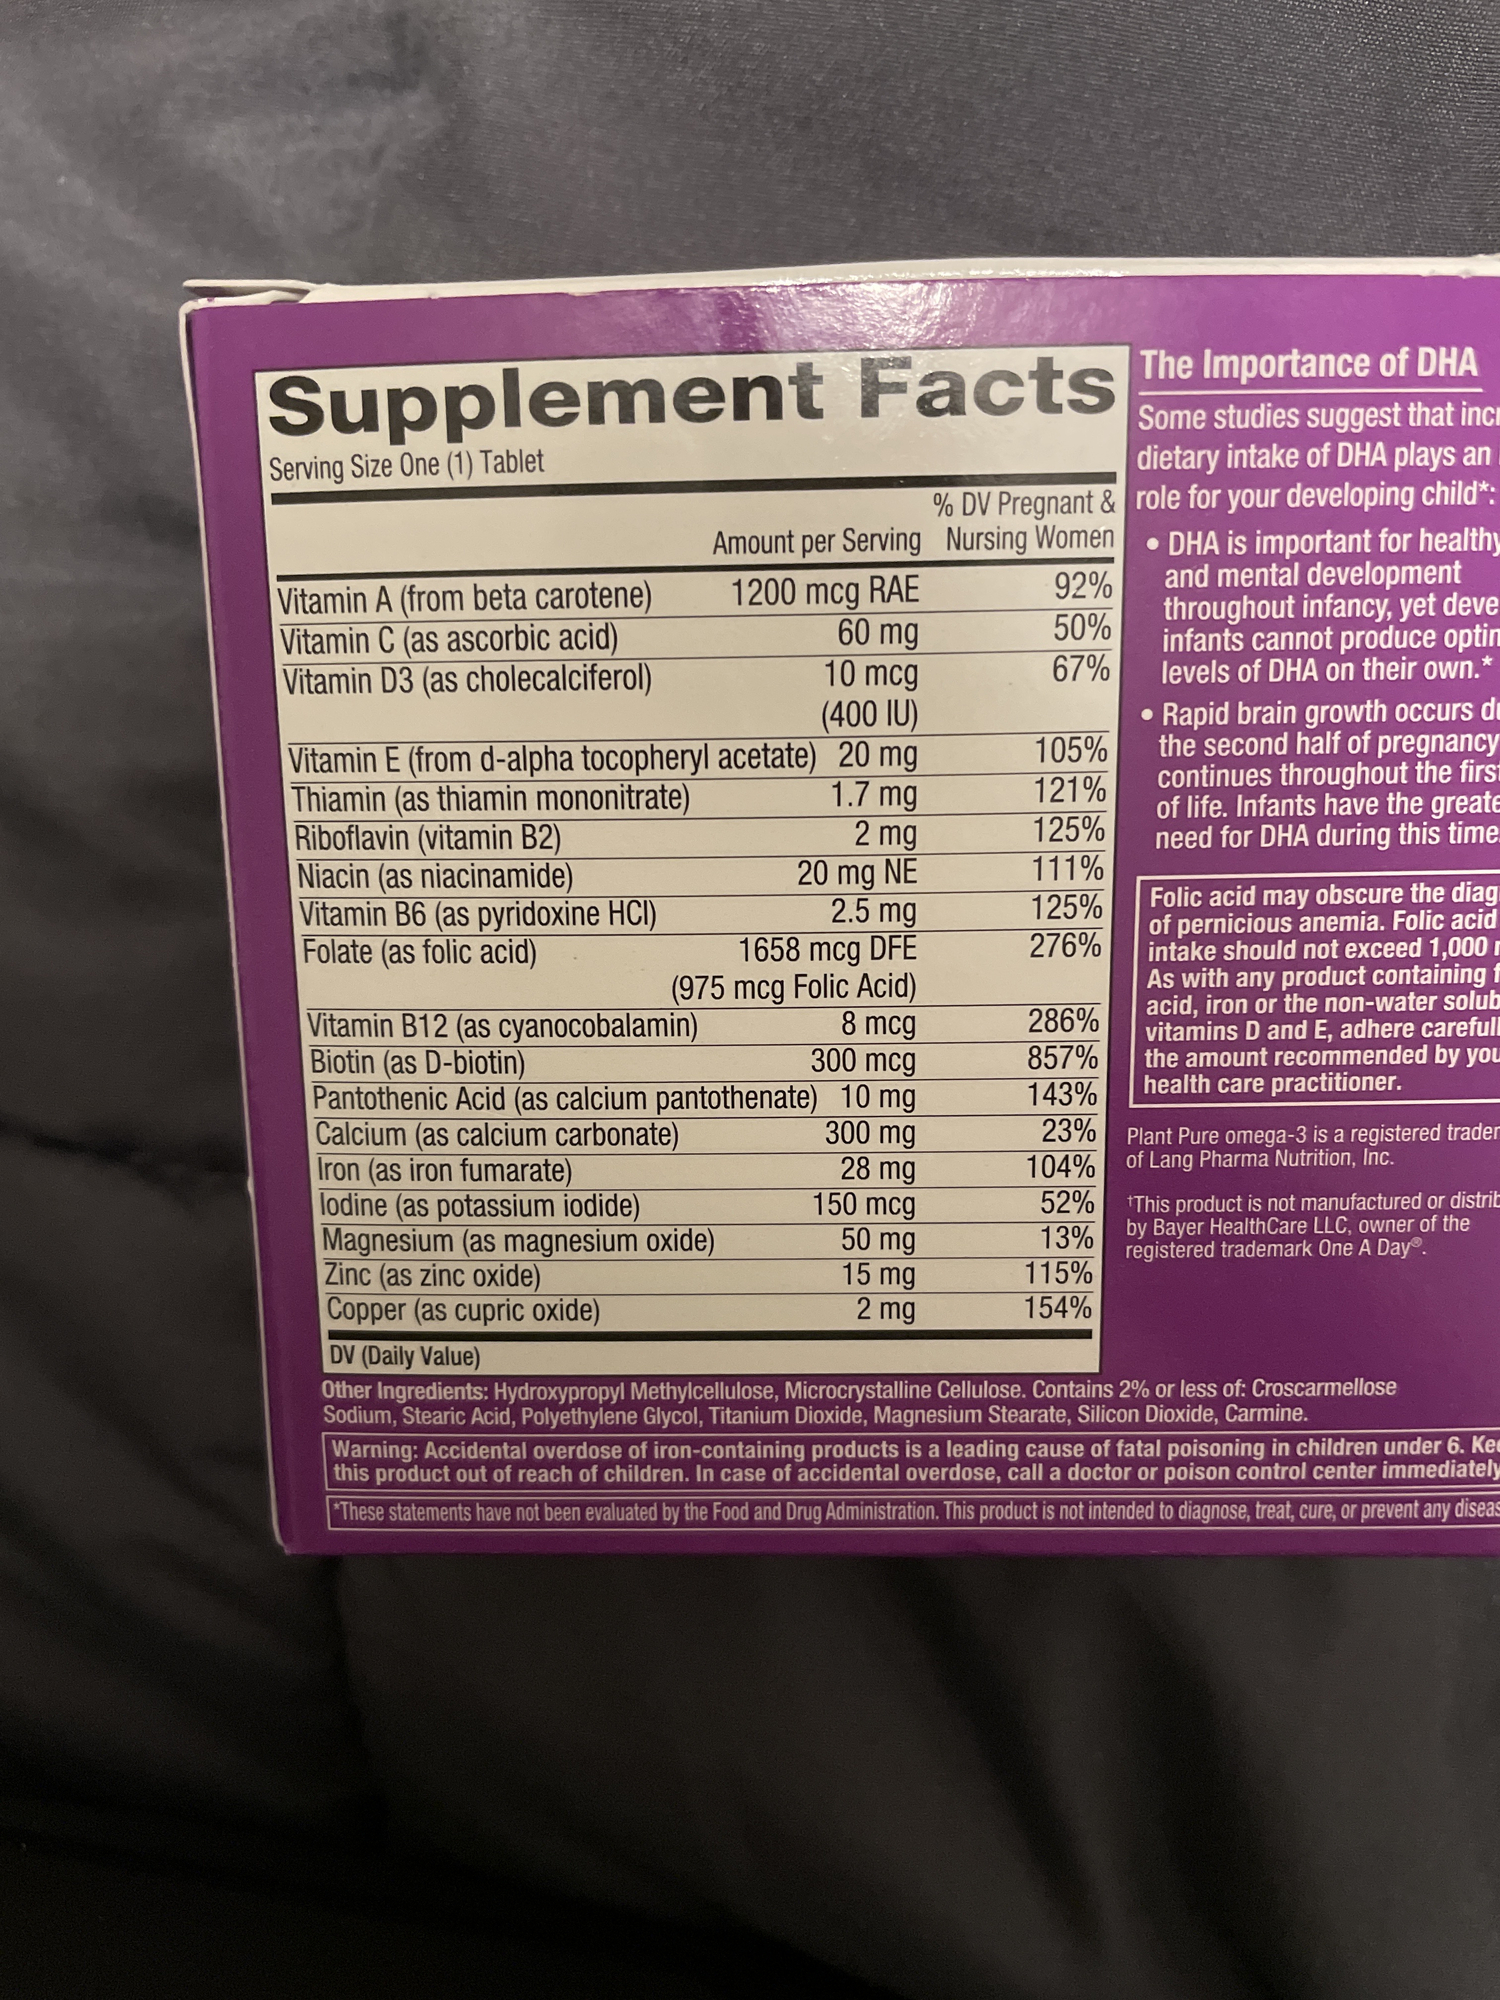 Supplement Facts
Serving Size One (1) Tablet
% DV Pregnant &
Amount per Serving Nursing Women
Vitamin A (from beta carotene) 1200 mcg RAE 92%
Vitamin C (as ascorbic acid) 60 mg 50%
Vitamin D3 (as cholecalciferol) 10 mcg 67%
(400 IU)
Vitamin E (from d-alpha tocopheryl acetate) 20 mg 105%
Thiamin (as thiamin mononitrate) 1.7 mg 121%
Riboflavin (vitamin B2) 2 mg 125%
Niacin (as niacinamide) 20 mg NE 111%
Vitamin B6 (as pyridoxine HCl) 2.5 mg 125%
Folate (as folic acid) 1658 mcg DFE 276%
(975 mcg Folic Acid)
Vitamin B12 (as cyanocobalamin) 8 mcg 286%
Biotin (as D-biotin) 300 mcg 857%
Pantothenic Acid (as calcium pantothenate) 10 mg 143%
Calcium (as calcium carbonate) 300 mg 23%
Iron (as iron fumarate) 28 mg 104%
Iodine (as potassium iodide) 150 mcg 52%
Magnesium (as magnesium oxide) 50 mg 13%
Zinc (as zinc oxide) 15 mg 115%
Copper (as cupric oxide) 2 mg 154%
DV (Daily Value)
The Importance of DHA
Some studies suggest that
dietary intake of DHA plays an
role for your developing child*:
• DHA is important for healthy
and mental development
throughout infancy, yet
infants cannot produce
levels of DHA on their own.*
• Rapid brain growth occurs
the second half of pregnancy
continues throughout the first
of life. Infants have the
need for DHA during this time.
Folic acid may obscure the
of pernicious anemia. Folic acid
intake should not exceed 1,000
As with any product containing
acid, iron or the non-water
vitamins D and E, adhere
the amount recommended by
health care practitioner.
Plant Pure omega-3 is a registered
of Lang Pharma Nutrition, Inc.
†This product is not manufactured or
by Bayer HealthCare LLC, owner of the
registered trademark One A Day®.
Other Ingredients: Hydroxypropyl Methylcellulose, Microcrystalline Cellulose. Contains 2% or less of: Croscarmellose
Sodium, Stearic Acid, Polyethylene Glycol, Titanium Dioxide, Magnesium Stearate, Silicon Dioxide, Carmine.
Warning: Accidental overdose of iron-containing products is a leading cause of fatal poisoning in children under 6.
this product out of reach of children. In case of accidental overdose, call a doctor or poison control center immediately
*These statements have not been evaluated by the Food and Drug Administration. This product is not intended to diagnose, treat, cure, or prevent any